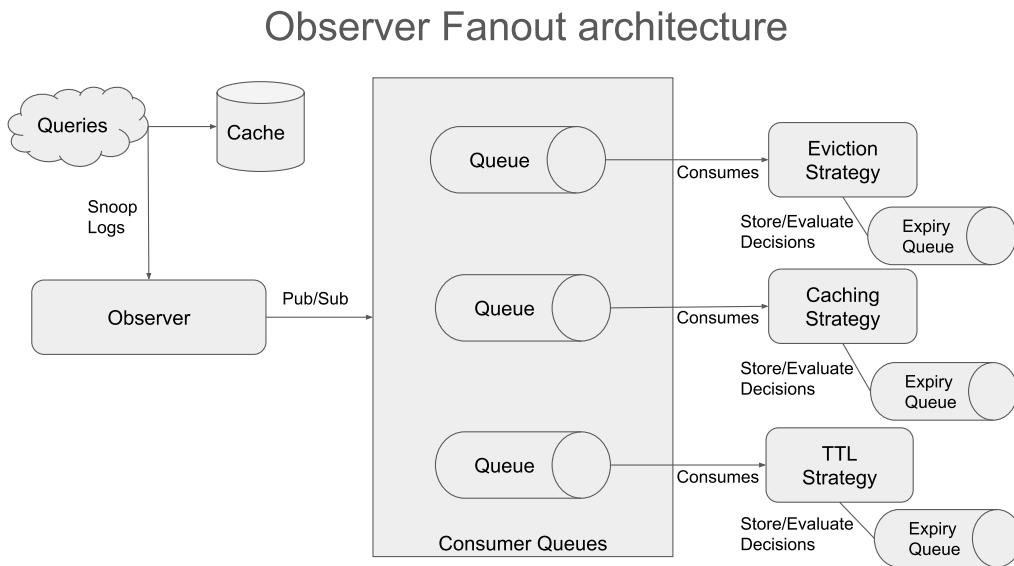 Observer Fanout architecture
Queries
Cache
Snoop
Logs
Observer
Pub/Sub
Queue
Queue
Queue
Consumer Queues
Consumes
Eviction
Strategy
Store/Evaluate
Decisions
Expiry
Queue
Consumes
Caching
Strategy
Store/Evaluate
Decisions
Expiry
Queue
Consumes
TTL
Strategy
Store/Evaluate
Decisions
Expiry
Queue